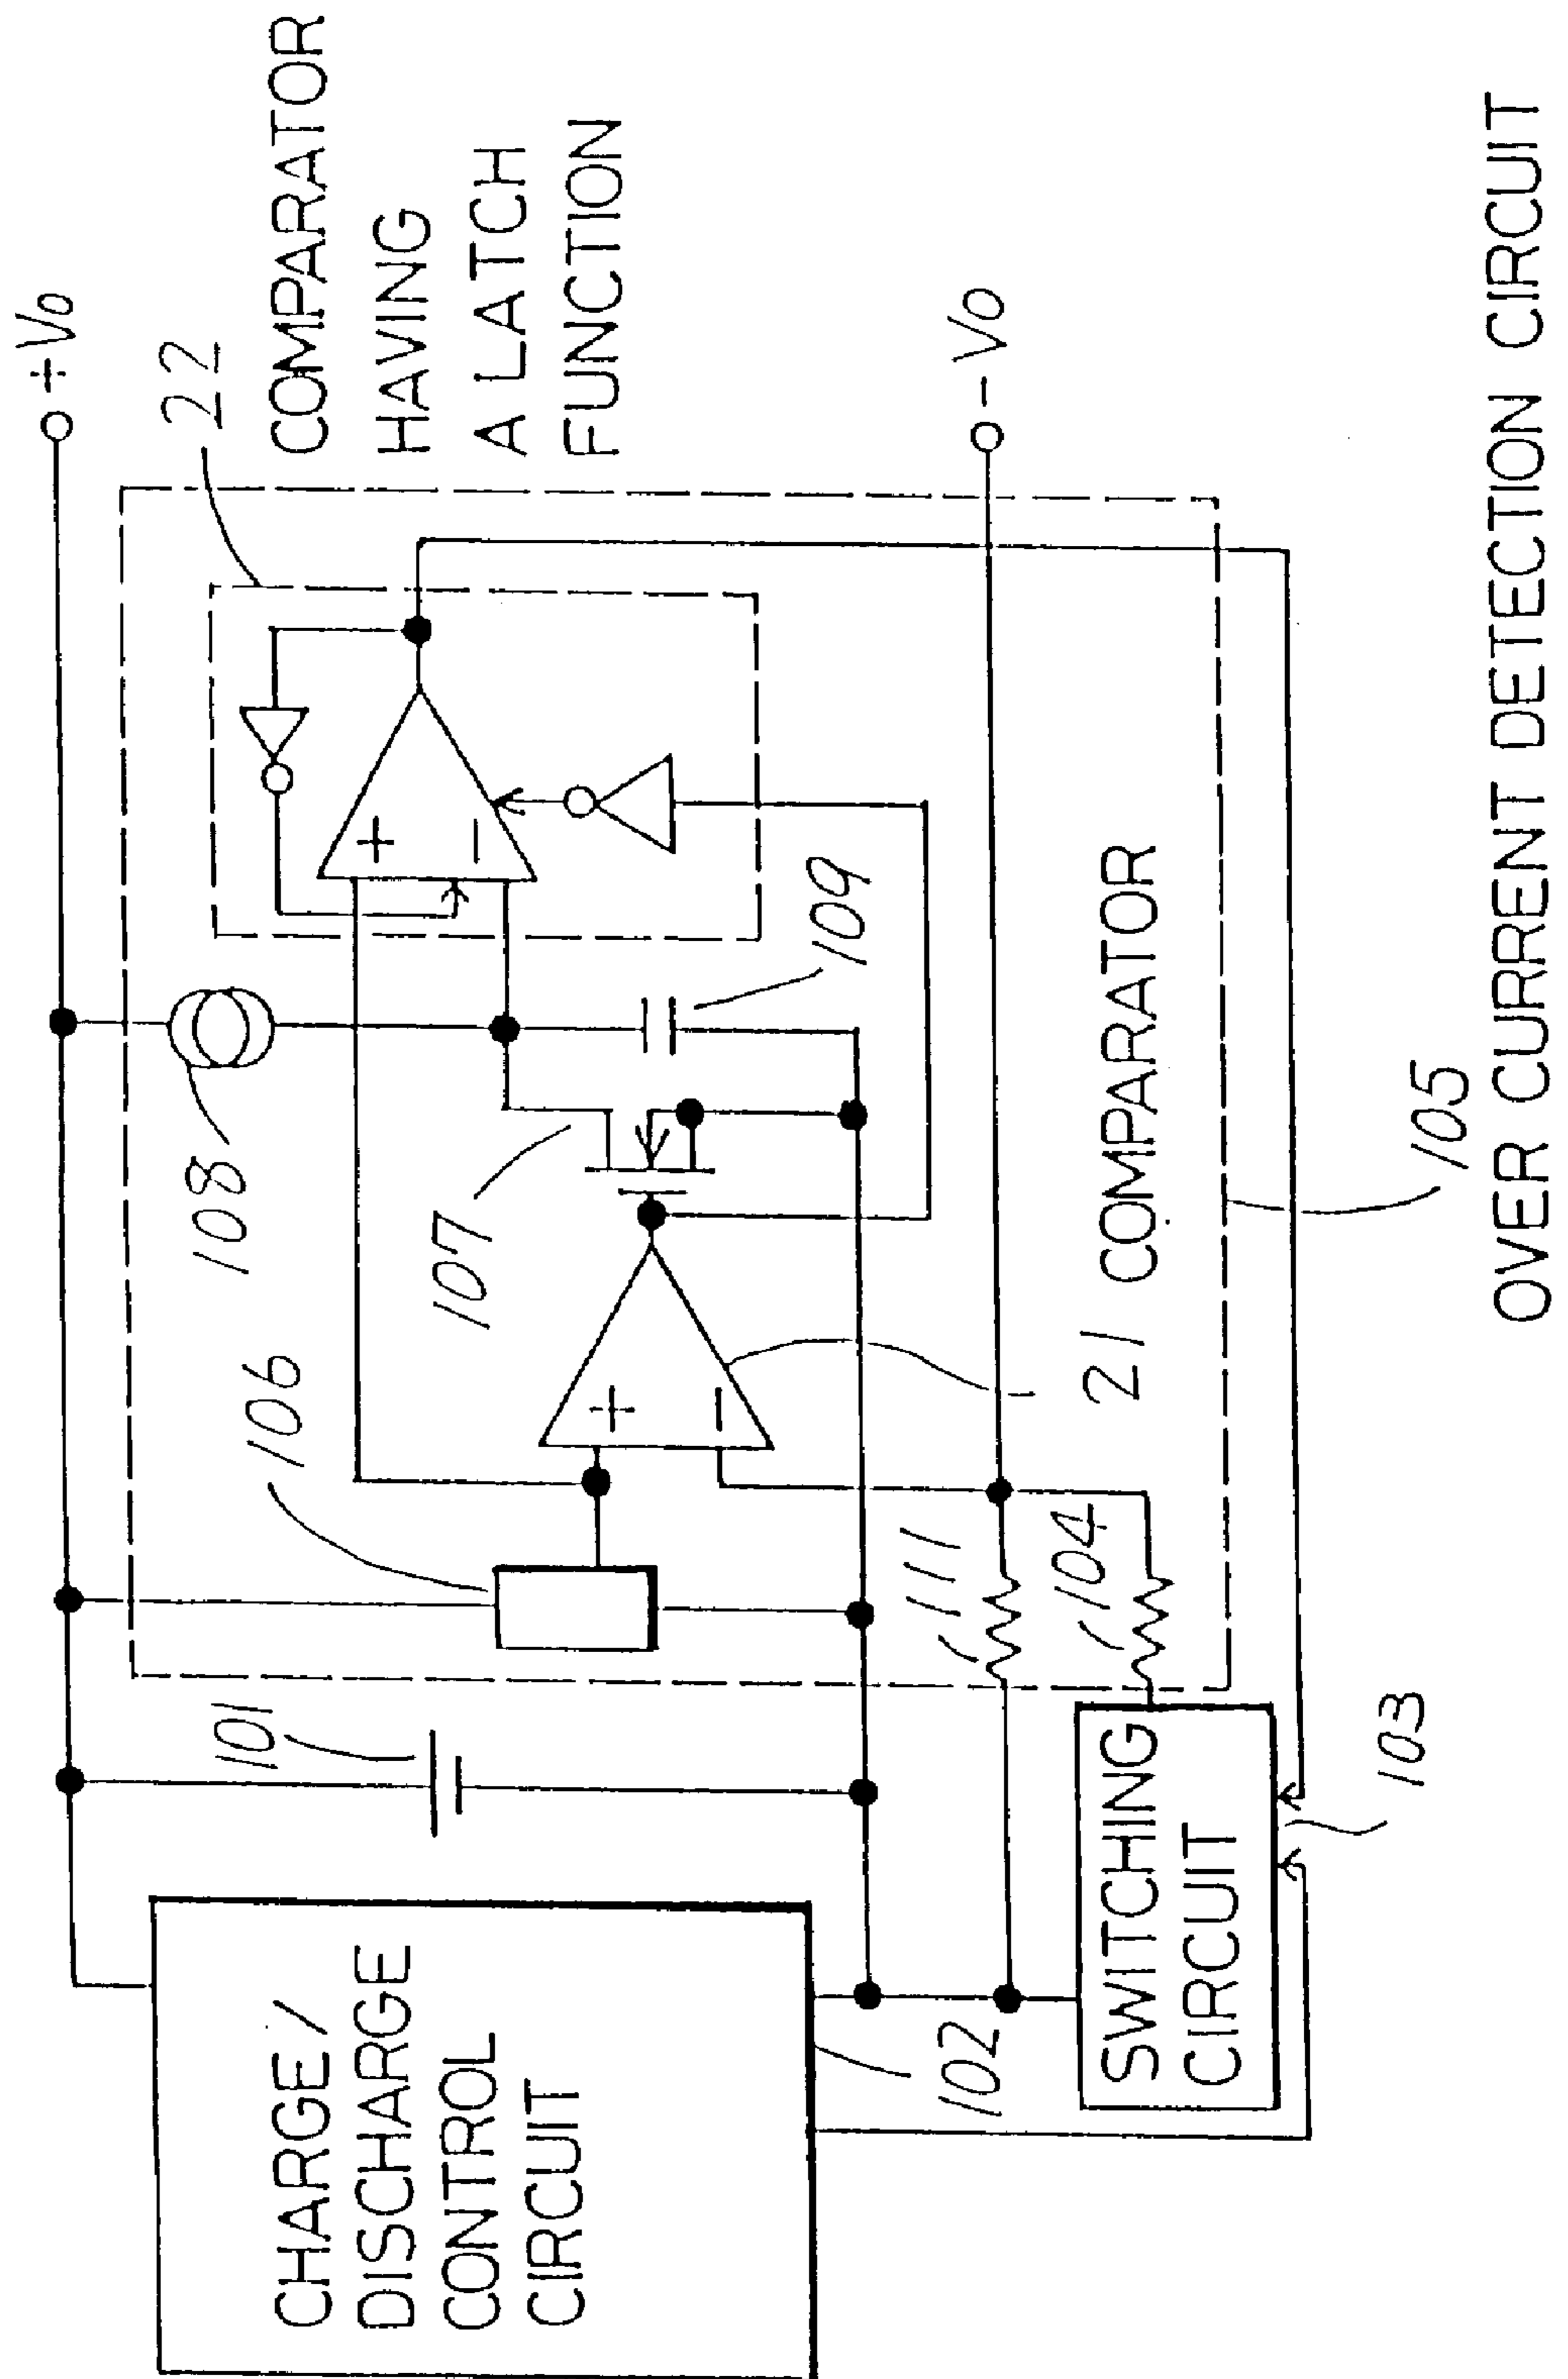 +Vo
22
COMPARATOR
HAVING
A LATCH
FUNCTION
108
+
−
106
107
109
101
+
−
−Vo
21 COMPARATOR
111
104
CHARGE /
DISCHARGE
CONTROL
CIRCUIT
102
SWITCHING
CIRCUIT
103
105
OVER CURRENT DETECTION CIRCUIT